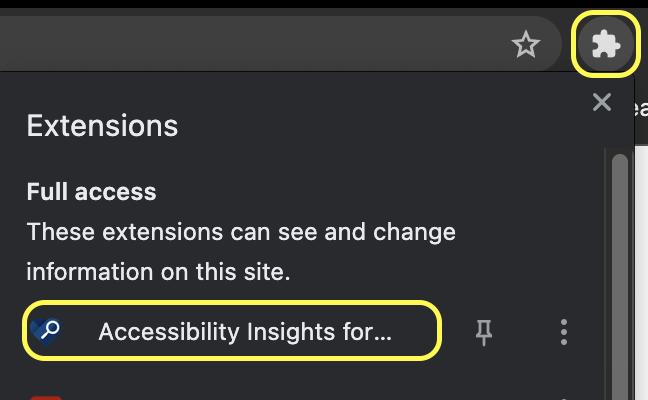 Extensions
Full access
These extensions can see and change
information on this site.
Accessibility Insights for...